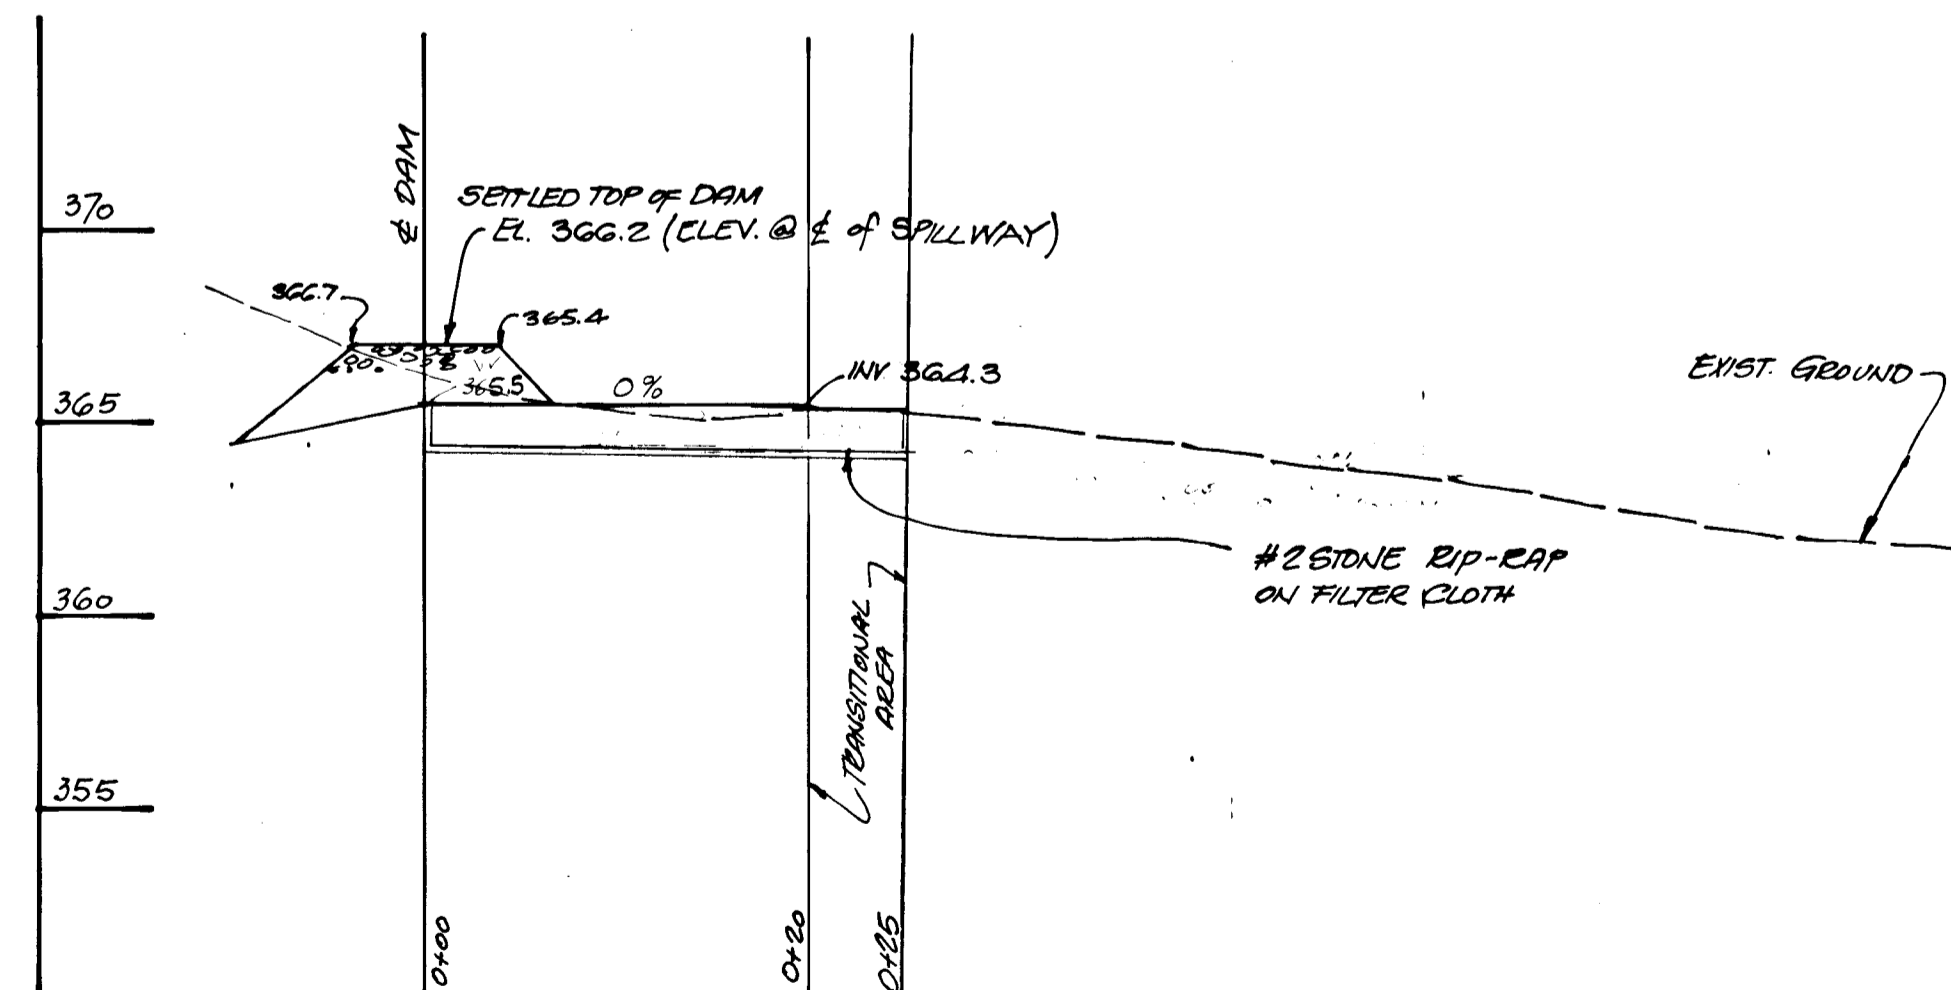 370
365
360
355
℄ DAM
SETTLED TOP OF DAM
EL. 366.2 (ELEV. @ ℄ of SPILLWAY)
366.7
365.4
365.5
0%
INV 364.3
EXIST. GROUND
#2 STONE RIP-RAP
ON FILTER CLOTH
TRANSITIONAL
AREA
0+00
0+20
0+25